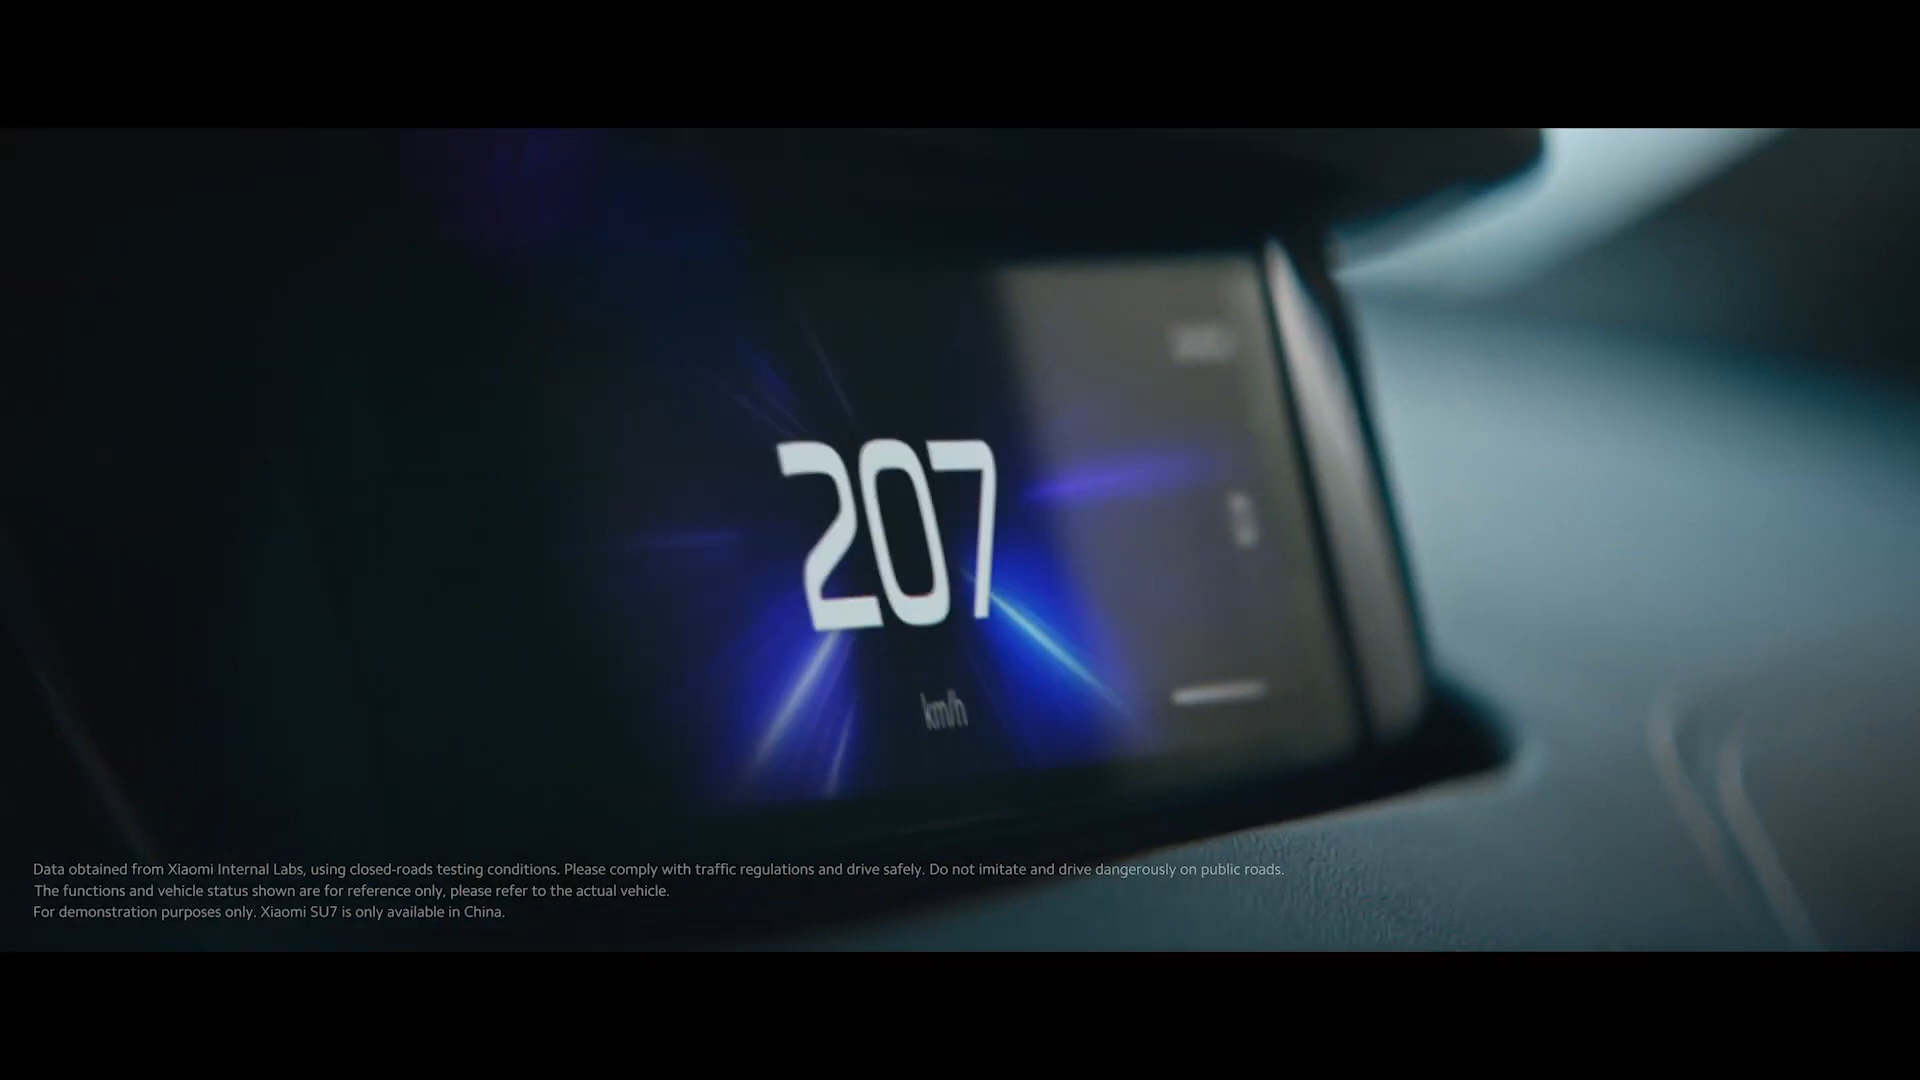 207
km/h
Data obtained from Xiaomi Internal Labs, using closed-roads testing conditions. Please comply with traffic regulations and drive safely. Do not imitate and drive dangerously on public roads.
The functions and vehicle status shown are for reference only, please refer to the actual vehicle.
For demonstration purposes only. Xiaomi SU7 is only available in China.